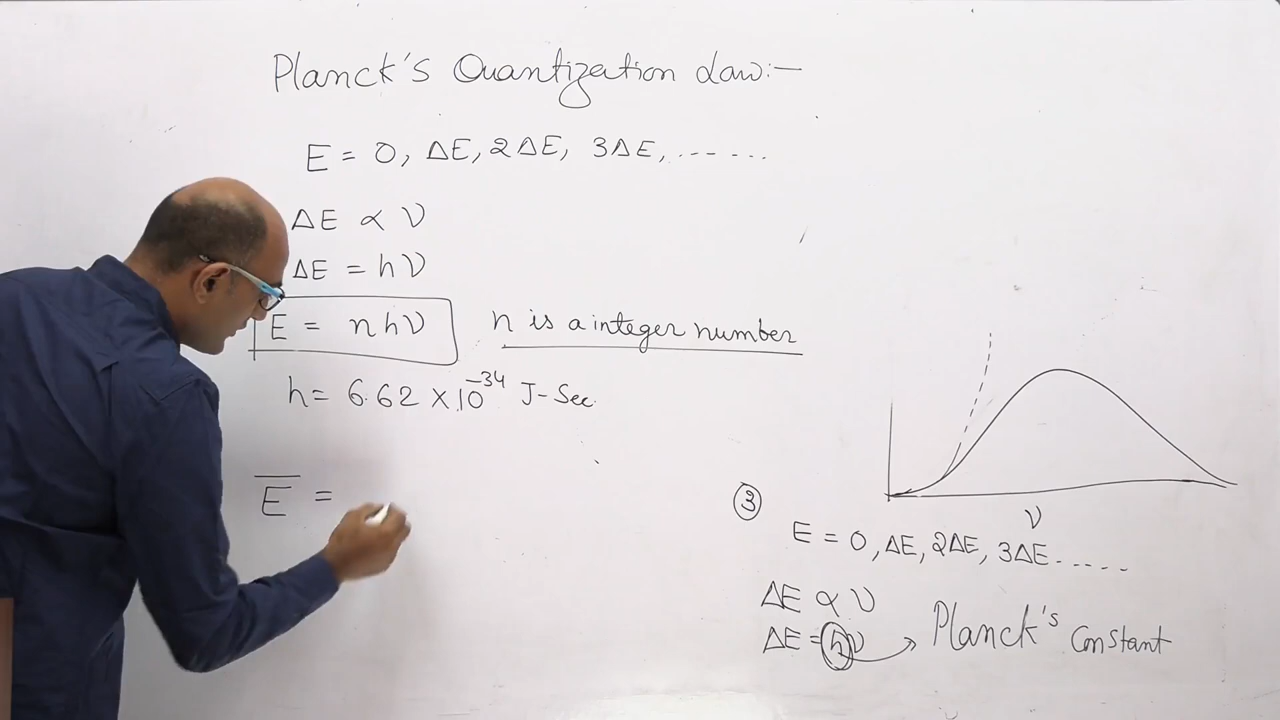 Planck's Quantization Law:—
E = 0, ΔE, 2ΔE, 3ΔE, ......
ΔE ∝ ν
ΔE = hν
E = nhν n is a integer number
h = 6.62 × 10⁻³⁴ J-Sec
E̅ =
ν
③
E = 0, ΔE, 2ΔE, 3ΔE.....
ΔE ∝ ν
ΔE = hν → Planck's Constant